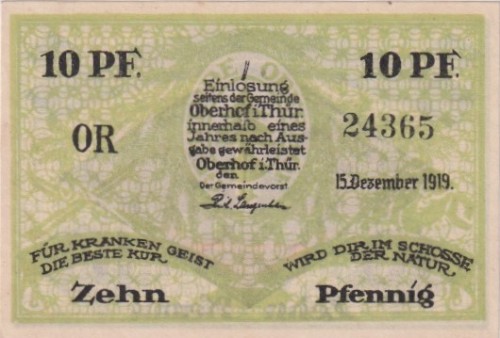 10 PF.
10 PF.
Einlösung
seitens der Gemeinde
Oberhof i. Thür.
innerhalb eines
Jahres nach Aus-
gabe gewährleistet
Oberhof i. Thür.
den
Der Gemeindevorst
OR
24365
15. Dezember 1919.
FÜR KRANKEN GEIST
DIE BESTE KUR
WIRD DIR IM SCHOSSE
DER NATUR.
Zehn
Pfennig